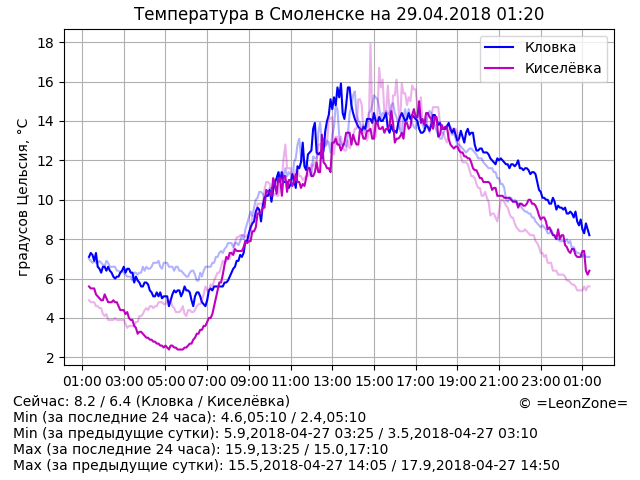 Температура в Смоленске на 29.04.2018 01:20
градусов Цельсия, °C
18
16
14
12
10
8
6
4
2
Кловка
Киселёвка
01:00 03:00 05:00 07:00 09:00 11:00 13:00 15:00 17:00 19:00 21:00 23:00 01:00
Сейчас: 8.2 / 6.4 (Кловка / Киселёвка)
© =LeonZone=
Min (за последние 24 часа): 4.6,05:10 / 2.4,05:10
Min (за предыдущие сутки): 5.9,2018-04-27 03:25 / 3.5,2018-04-27 03:10
Max (за последние 24 часа): 15.9,13:25 / 15.0,17:10
Max (за предыдущие сутки): 15.5,2018-04-27 14:05 / 17.9,2018-04-27 14:50